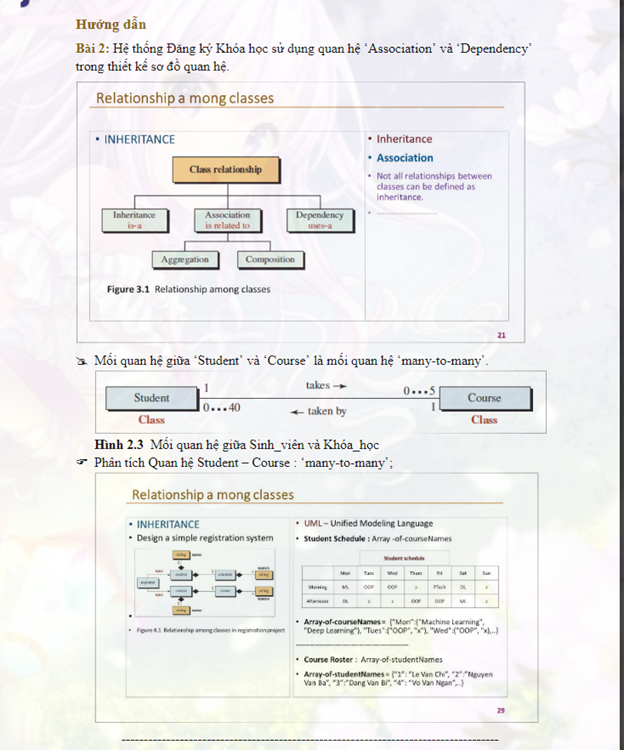 Hướng dẫn
Bài 2: Hệ thống Đăng ký Khóa học sử dụng quan hệ ‘Association’ và ‘Dependency’
trong thiết kế sơ đồ quan hệ.
Relationship a mong classes
• INHERITANCE
Class relationship
Inheritance
is-a
Association
is related to
Dependency
uses-a
Aggregation
Composition
Figure 3.1 Relationship among classes
• Inheritance
• Association
• Not all relationships between
classes can be defined as
inheritance.
21
Mối quan hệ giữa ‘Student’ và ‘Course’ là mối quan hệ ‘many-to-many’.
Student
Class
1
0...40
takes
taken by
0...5
1
Course
Class
Hình 2.3 Mối quan hệ giữa Sinh_viên và Khóa_học
Phân tích Quan hệ Student – Course : ‘many-to-many’;
Relationship a mong classes
• INHERITANCE
• Design a simple registration system
• Figure 4.1 Relationship among classes in registration project
• UML – Unified Modeling Language
• Student Schedule : Array -of-courseNames
Student schedule
Mon Tues Wed Thurs Fri Sat Sun
Morning ML OOP OOP x PTech DL x
Afternoon DL x x OOP OOP ML x
• Array-of-courseNames= {"Mon":{"Machine Learning",
"Deep Learning"}, "Tues":{"OOP", "x"}, "Wed":{"OOP", "x},..}
• Course Roster : Array-of-studentNames
• Array-of-studentNames= {"1": "Le Van Chi", "2":"Nguyen
Van Ba", "3":"Dang Van Bi", "4": "Vo Van Ngan",..}
29